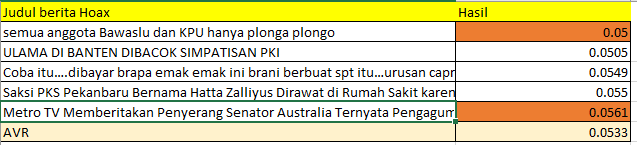 Judul berita Hoax Hasil
semua anggota Bawaslu dan KPU hanya plonga plongo 0.05
ULAMA DI BANTEN DIBACOK SIMPATISAN PKI 0.0505
Coba itu....dibayar brapa emak emak ini brani berbuat spt itu...urusan capr 0.0549
Saksi PKS Pekanbaru Bernama Hatta Zalliyus Dirawat di Rumah Sakit karen 0.055
Metro TV Memberitakan Penyerang Senator Australia Ternyata Pengagum 0.0561
AVR 0.0533